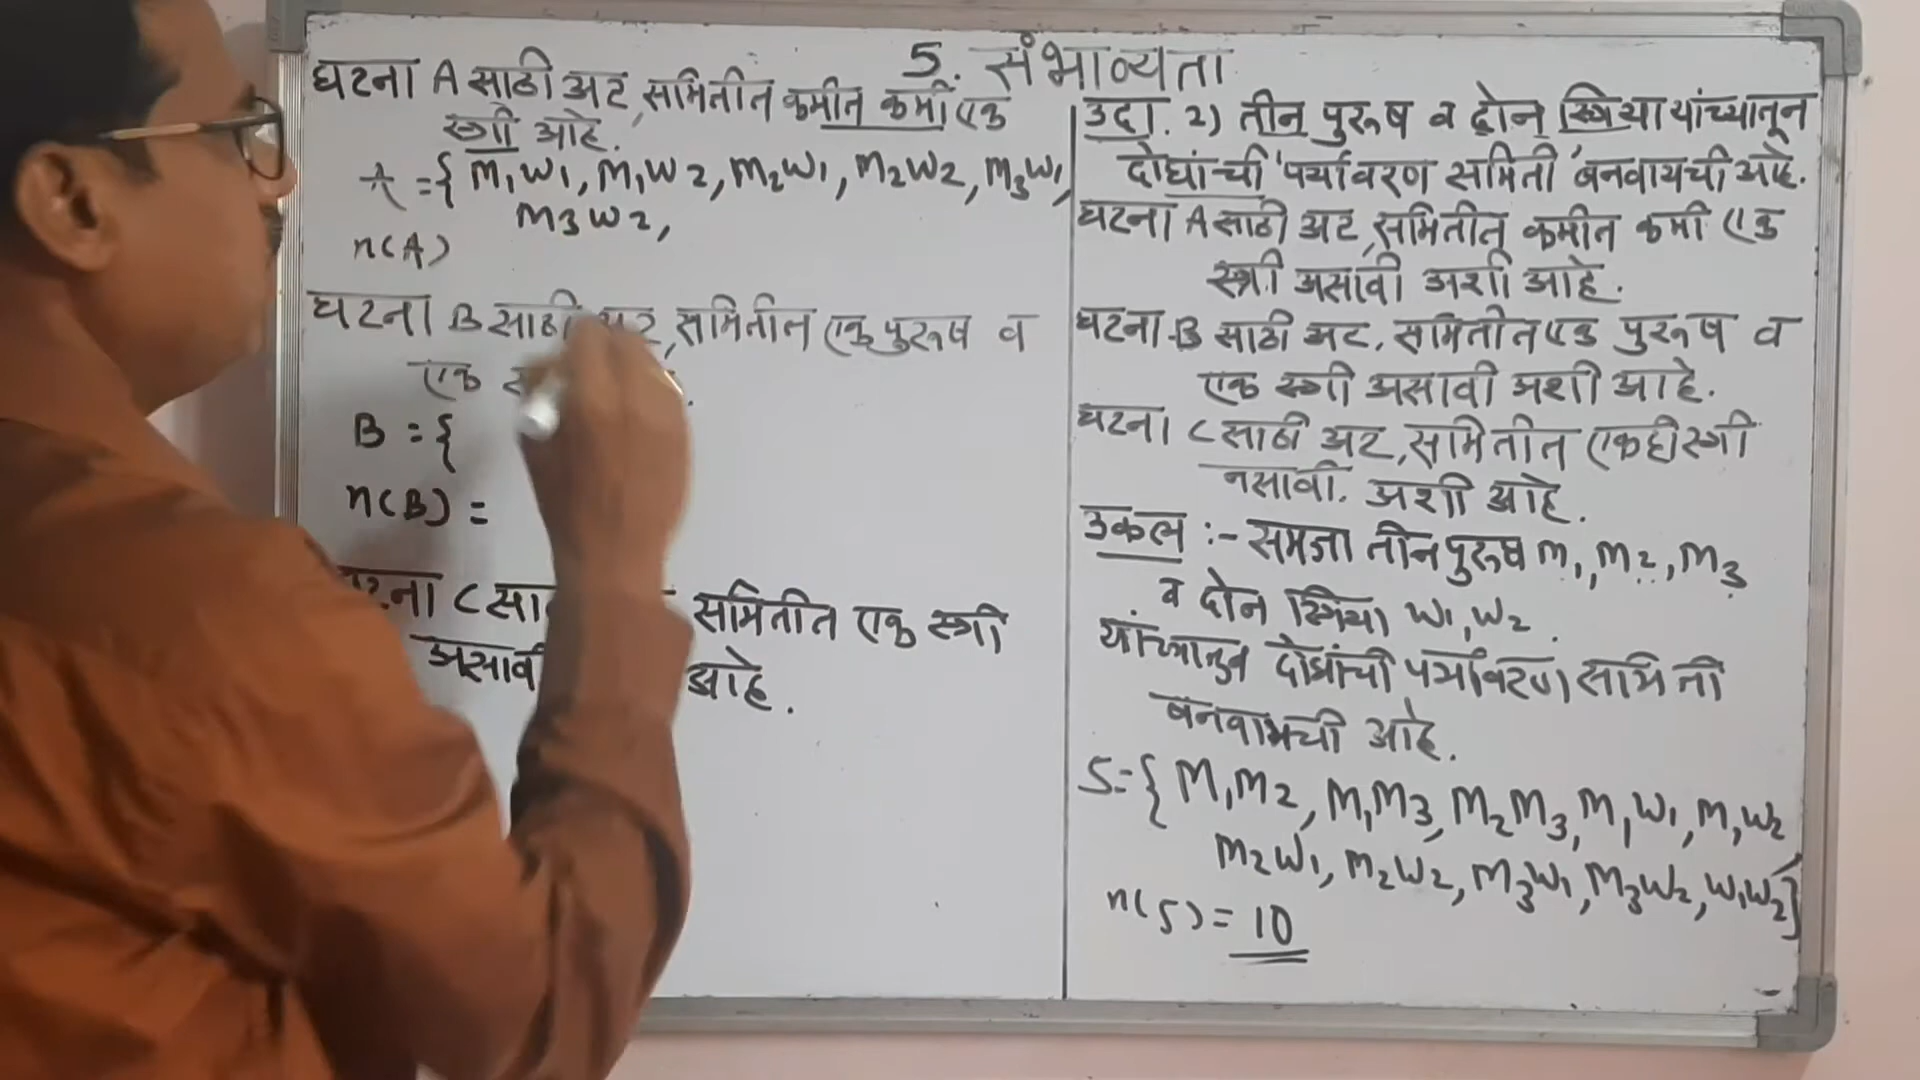 5. संभाव्यता
घटना A साठी अट, समितीत कमीत कमी एक
स्त्री आहे.
A = { M₁W₁, M₁W₂, M₂W₁, M₂W₂, M₃W₁,
M₃W₂,
n(A)
घटना B साठी अट, समितीत एक पुरूष व
एक
B = {
n(B) =
घटना C सा समितीत एक स्त्री
आहे.
उदा. 2) तीन पुरूष व दोन स्त्रिया यांच्यातून
दोघांची 'पर्यावरण समिती' बनवायची आहे.
घटना A साठी अट, समितीत कमीत कमी एक
स्त्री असावी अशी आहे.
घटना B साठी अट, समितीत एक पुरूष व
एक स्त्री असावी अशी आहे.
घटना C साठी अट, समितीत एकही स्त्री
नसावी. अशी आहे.
उकल :- समजा तीन पुरूष M₁, M₂, M₃
व दोन स्त्रिया W₁, W₂.
यांच्यातून दोघांची पर्यावरण समिती
बनवायची आहे.
S = { M₁M₂, M₁M₃, M₂M₃, M₁W₁, M₁W₂
M₂W₁, M₂W₂, M₃W₁, M₃W₂, W₁W₂}
n(S) = 10